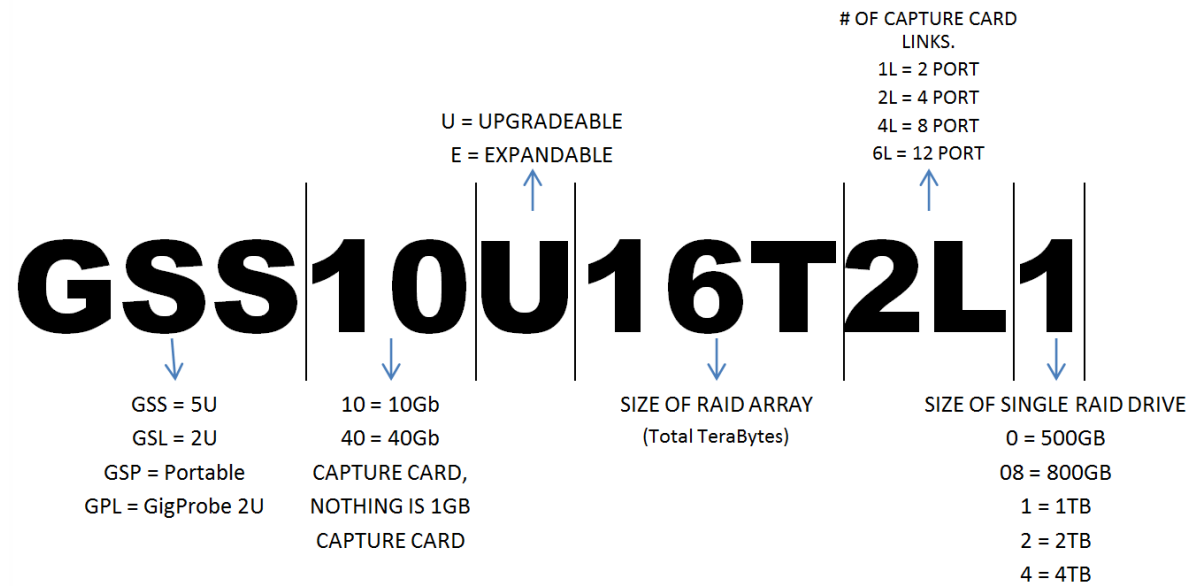 # OF CAPTURE CARD
LINKS.
1L = 2 PORT
2L = 4 PORT
4L = 8 PORT
6L = 12 PORT
U = UPGRADEABLE
E = EXPANDABLE
GSS10U16T2L1
GSS = 5U
GSL = 2U
GSP = Portable
GPL = GigProbe 2U
10 = 10Gb
40 = 40Gb
CAPTURE CARD,
NOTHING IS 1GB
CAPTURE CARD
SIZE OF RAID ARRAY
(Total TeraBytes)
SIZE OF SINGLE RAID DRIVE
0 = 500GB
08 = 800GB
1 = 1TB
2 = 2TB
4 = 4TB